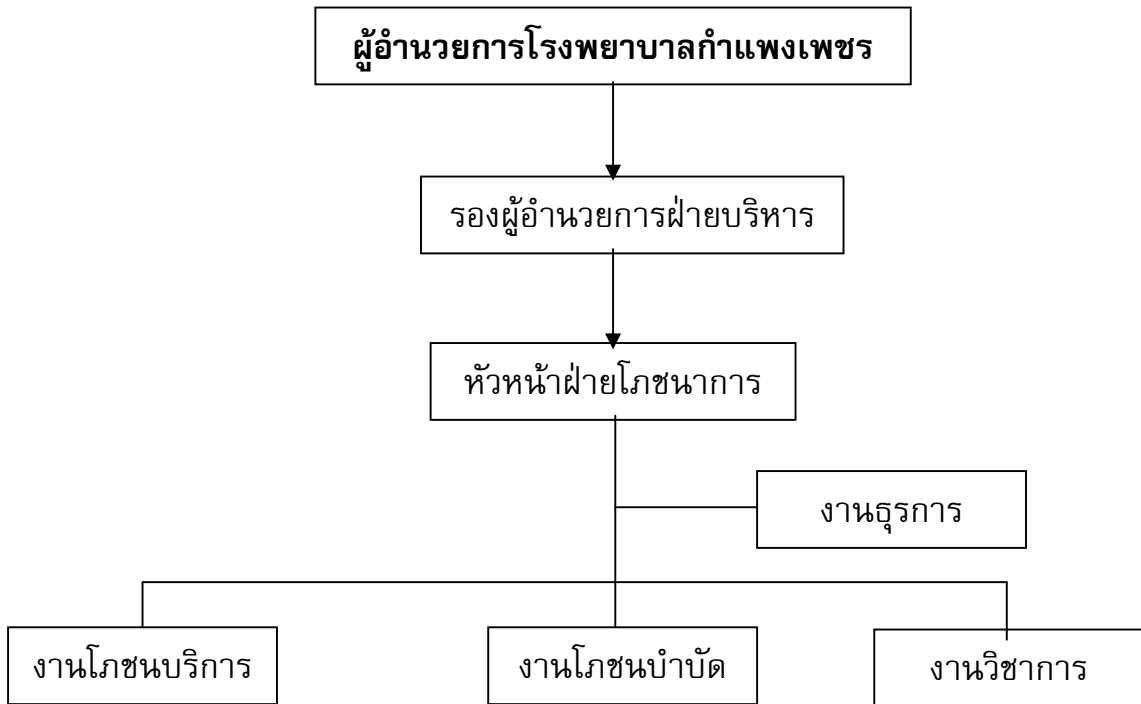 ผู้อำนวยการโรงพยาบาลกำแพงเพชร
รองผู้อำนวยการฝ่ายบริหาร
หัวหน้าฝ่ายโภชนาการ
งานธุรการ
งานโภชนบริการ
งานโภชนบำบัด
งานวิชาการ